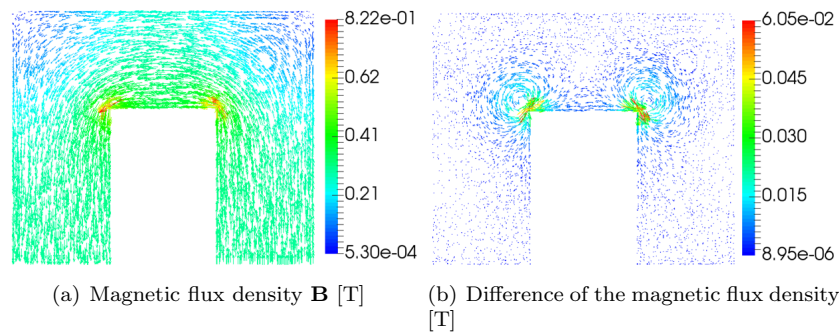 8.22e-01
0.62
0.41
0.21
5.30e-04
6.05e-02
0.045
0.030
0.015
8.95e-06
(a) Magnetic flux density B [T]
(b) Difference of the magnetic flux density
[T]